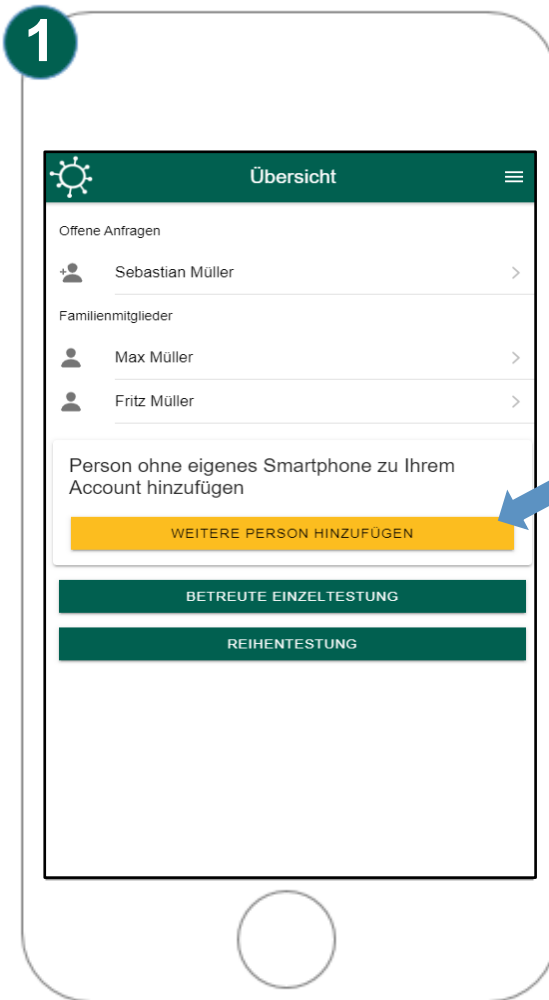 1
Übersicht
Offene Anfragen
Sebastian Müller
Familienmitglieder
Max Müller
Fritz Müller
Person ohne eigenes Smartphone zu Ihrem
Account hinzufügen
WEITERE PERSON HINZUFÜGEN
BETREUTE EINZELTESTUNG
REIHENTESTUNG